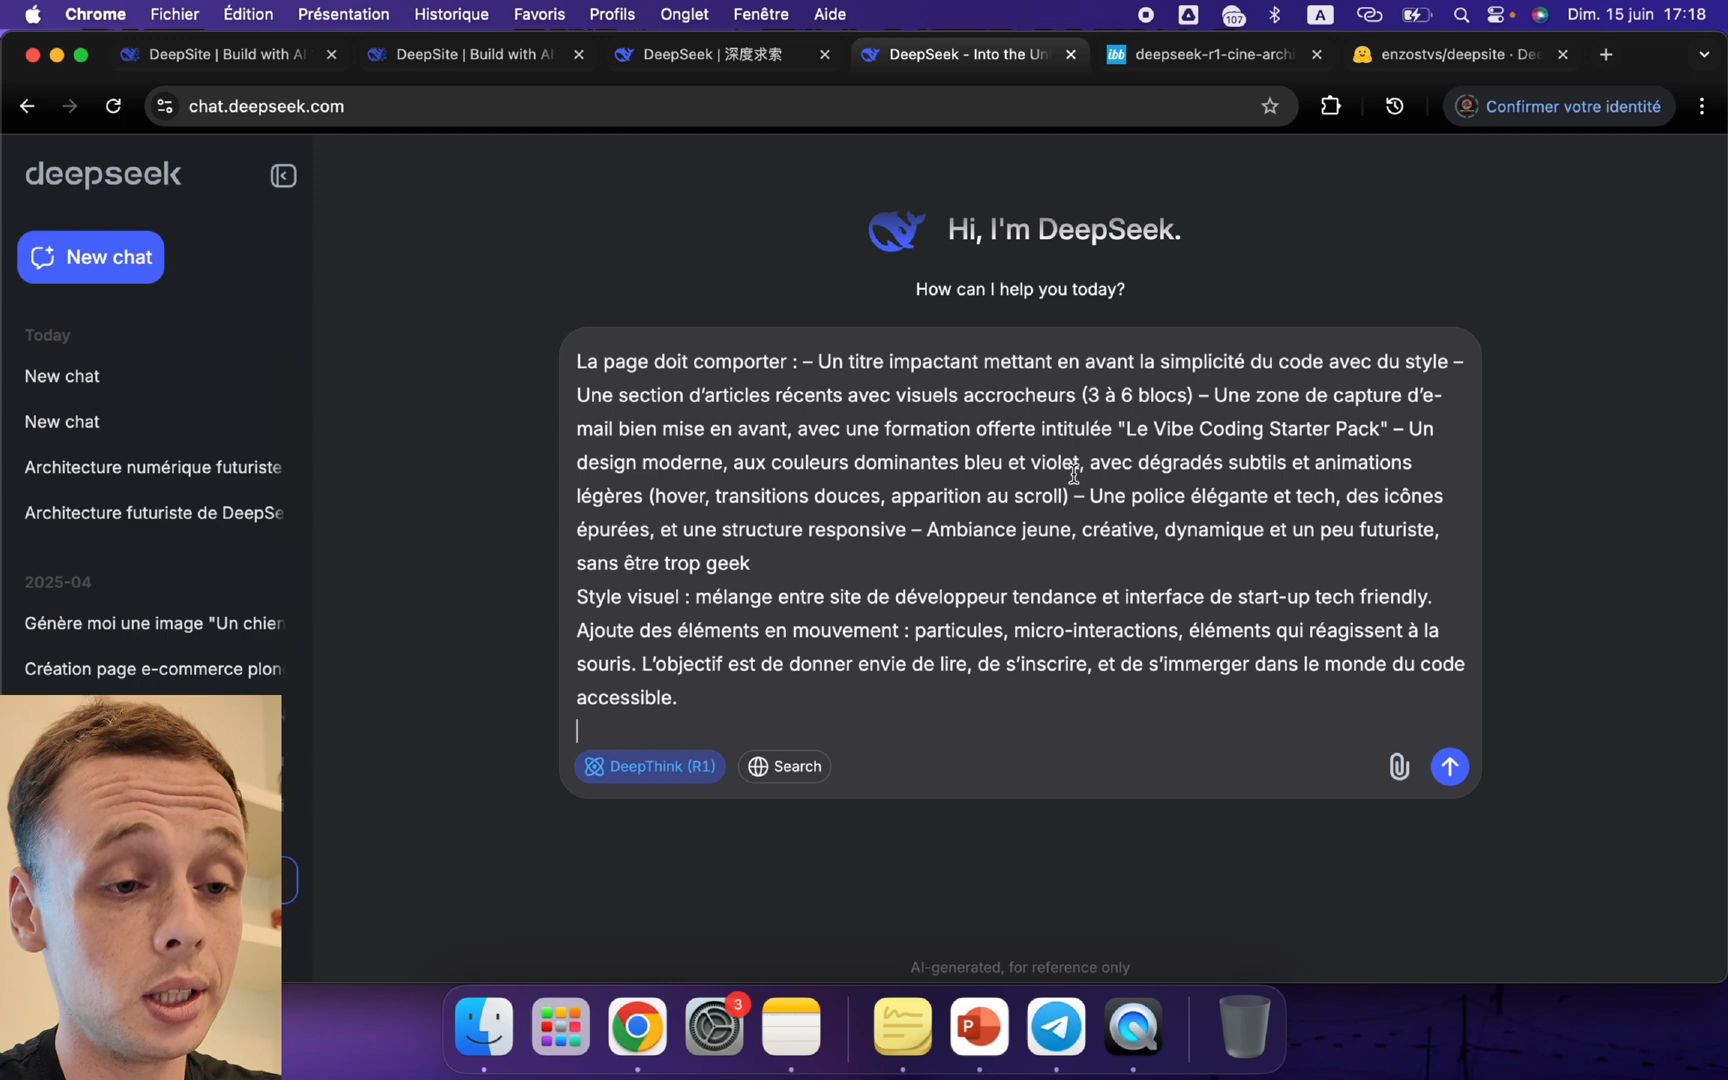 Chrome Fichier Édition Présentation Historique Favoris Profils Onglet Fenêtre Aide 107 A Dim. 15 juin 17:18
DeepSite | Build with AI DeepSite | Build with AI DeepSeek | 深度求索 DeepSeek - Into the Un ibb deepseek-r1-cine-archi enzostvs/deepsite · Dee
chat.deepseek.com Confirmer votre identité
deepseek
New chat
Today
New chat
New chat
Architecture numérique futuriste
Architecture futuriste de DeepSe
2025-04
Génère moi une image "Un chien
Création page e-commerce plon
Hi, I'm DeepSeek.
How can I help you today?
La page doit comporter : – Un titre impactant mettant en avant la simplicité du code avec du style –
Une section d’articles récents avec visuels accrocheurs (3 à 6 blocs) – Une zone de capture d’e-
mail bien mise en avant, avec une formation offerte intitulée "Le Vibe Coding Starter Pack" – Un
design moderne, aux couleurs dominantes bleu et violet, avec dégradés subtils et animations
légères (hover, transitions douces, apparition au scroll) – Une police élégante et tech, des icônes
épurées, et une structure responsive – Ambiance jeune, créative, dynamique et un peu futuriste,
sans être trop geek
Style visuel : mélange entre site de développeur tendance et interface de start-up tech friendly.
Ajoute des éléments en mouvement : particules, micro-interactions, éléments qui réagissent à la
souris. L’objectif est de donner envie de lire, de s’inscrire, et de s’immerger dans le monde du code
accessible.
DeepThink (R1) Search
AI-generated, for reference only
3
P